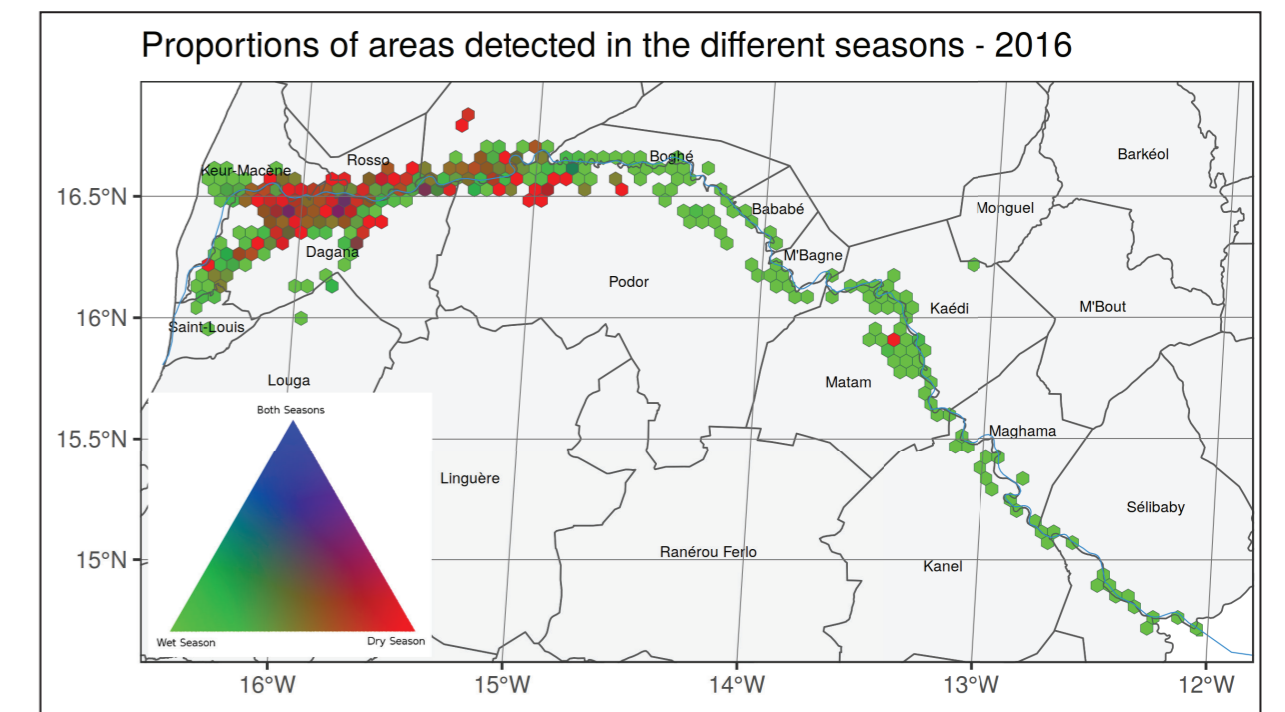 Proportions of areas detected in the different seasons - 2016
Barkéol
Rosso
Boghé
Keur-Macène
16.5°N
Monguel
Bababé
Dagana
M'Bagne
Podor
M'Bout
Kaédi
16°N
Saint-Louis
Louga
Matam
Both Seasons
15.5°N
Maghama
Linguère
Sélibaby
Ranérou Ferlo
15°N
Kanel
Wet Season
Dry Season
16°W
15°W
14°W
13°W
12°W